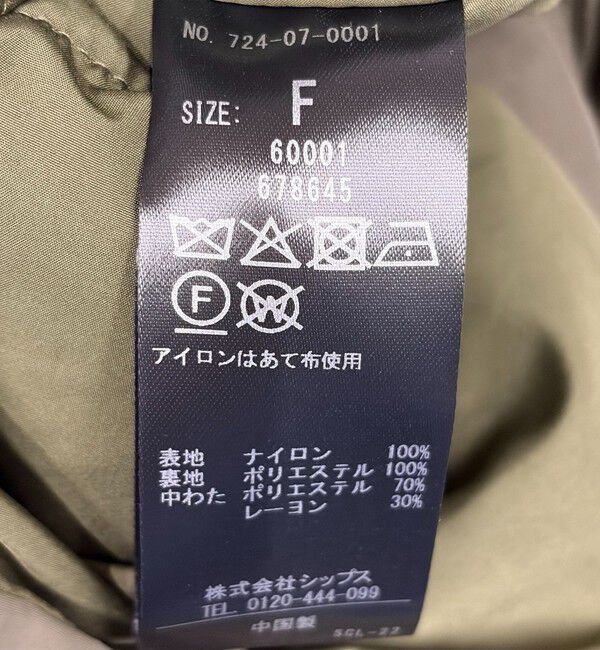 NO. 724-07-0001
SIZE: F
60001
678645
F
W
アイロンはあて布使用
表地 ナイロン 100%
裏地 ポリエステル 100%
中わた ポリエステル 70%
レーヨン 30%
株式会社シップス
TEL 0120-444-099
中国製 SCL-22